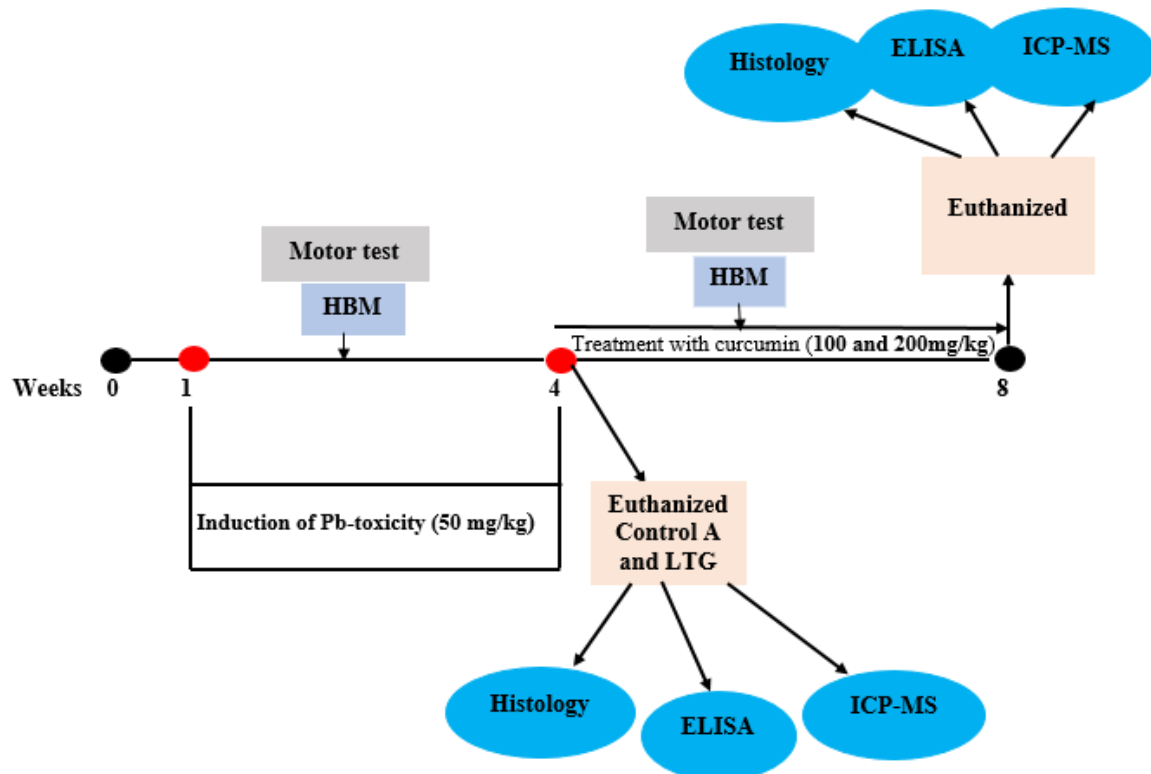 Histology
ELISA
ICP-MS
Euthanized
Motor test
HBM
Motor test
HBM
Treatment with curcumin (100 and 200mg/kg)
Weeks 0 1 4 8
Induction of Pb-toxicity (50 mg/kg)
Euthanized
Control A
and LTG
Histology
ELISA
ICP-MS